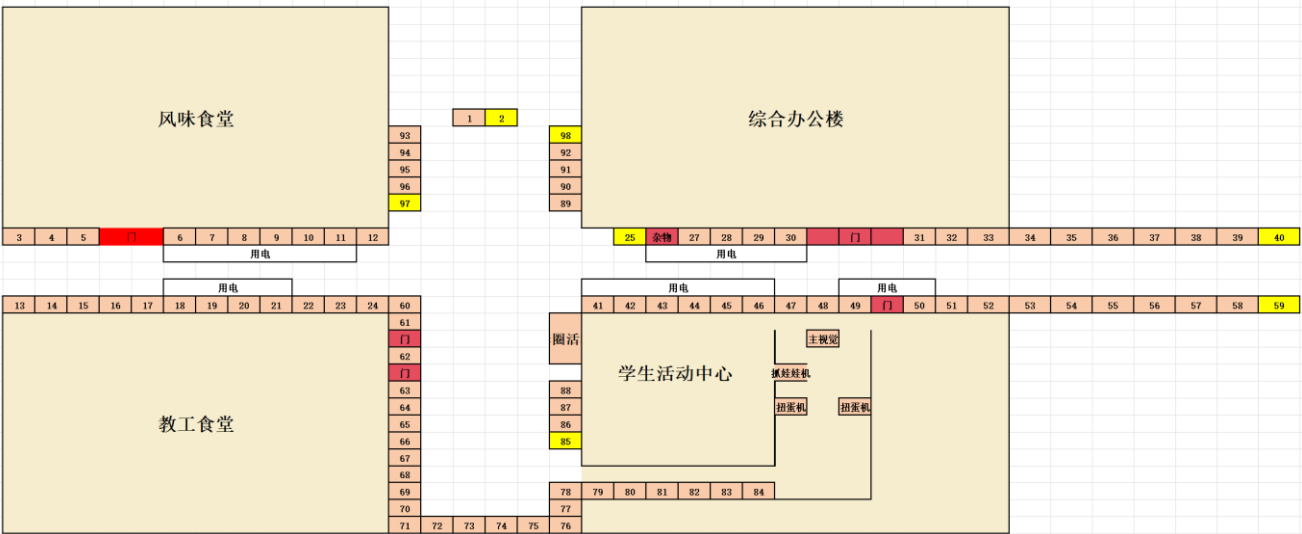 风味食堂
综合办公楼
1 2
93 98
94 92
95 91
96 90
97 89
3 4 5 门 6 7 8 9 10 11 12 25 杂物 27 28 29 30 门 31 32 33 34 35 36 37 38 39 40
用电 用电
用电 用电 用电
13 14 15 16 17 18 19 20 21 22 23 24 60 41 42 43 44 45 46 47 48 49 门 50 51 52 53 54 55 56 57 58 59
61
门 圈活 主视觉
62
门 学生活动中心 抓娃娃机
63 88
64 87 扭蛋机 扭蛋机
教工食堂 65 86
66 85
67
68
69 78 79 80 81 82 83 84
70 77
71 72 73 74 75 76